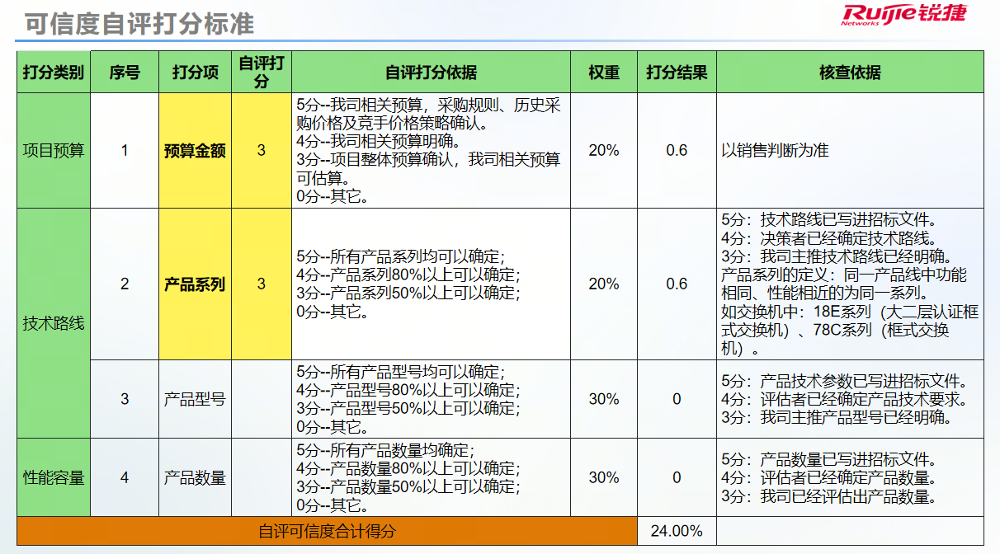 可信度自评打分标准
Ruijie锐捷
Networks
打分类别
序号
打分项
自评打
分
自评打分依据
权重
打分结果
核查依据
项目预算
1
预算金额
3
5分--我司相关预算，采购规则、历史采
购价格及竞手价格策略确认。
4分--我司相关预算明确。
3分--项目整体预算确认，我司相关预算
可估算。
0分--其它。
20%
0.6
以销售判断为准
技术路线
2
产品系列
3
5分--所有产品系列均可以确定；
4分--产品系列80%以上可以确定；
3分--产品系列50%以上可以确定；
0分--其它。
20%
0.6
5分：技术路线已写进招标文件。
4分：决策者已经确定技术路线。
3分：我司主推技术路线已经明确。
产品系列的定义：同一产品线中功能
相同、性能相近的为同一系列。
如交换机中：18E系列（大二层认证框
式交换机）、78C系列（框式交换
机）。
3
产品型号
5分--所有产品型号均可以确定；
4分--产品型号80%以上可以确定；
3分--产品型号50%以上可以确定；
0分--其它。
30%
0
5分：产品技术参数已写进招标文件。
4分：评估者已经确定产品技术要求。
3分：我司主推产品型号已经明确。
性能容量
4
产品数量
5分--所有产品数量均确定；
4分--产品数量80%以上可以确定；
3分--产品数量50%以上可以确定；
0分--其它。
30%
0
5分：产品数量已写进招标文件。
4分：评估者已经确定产品数量。
3分：我司已经评估出产品数量。
自评可信度合计得分
24.00%